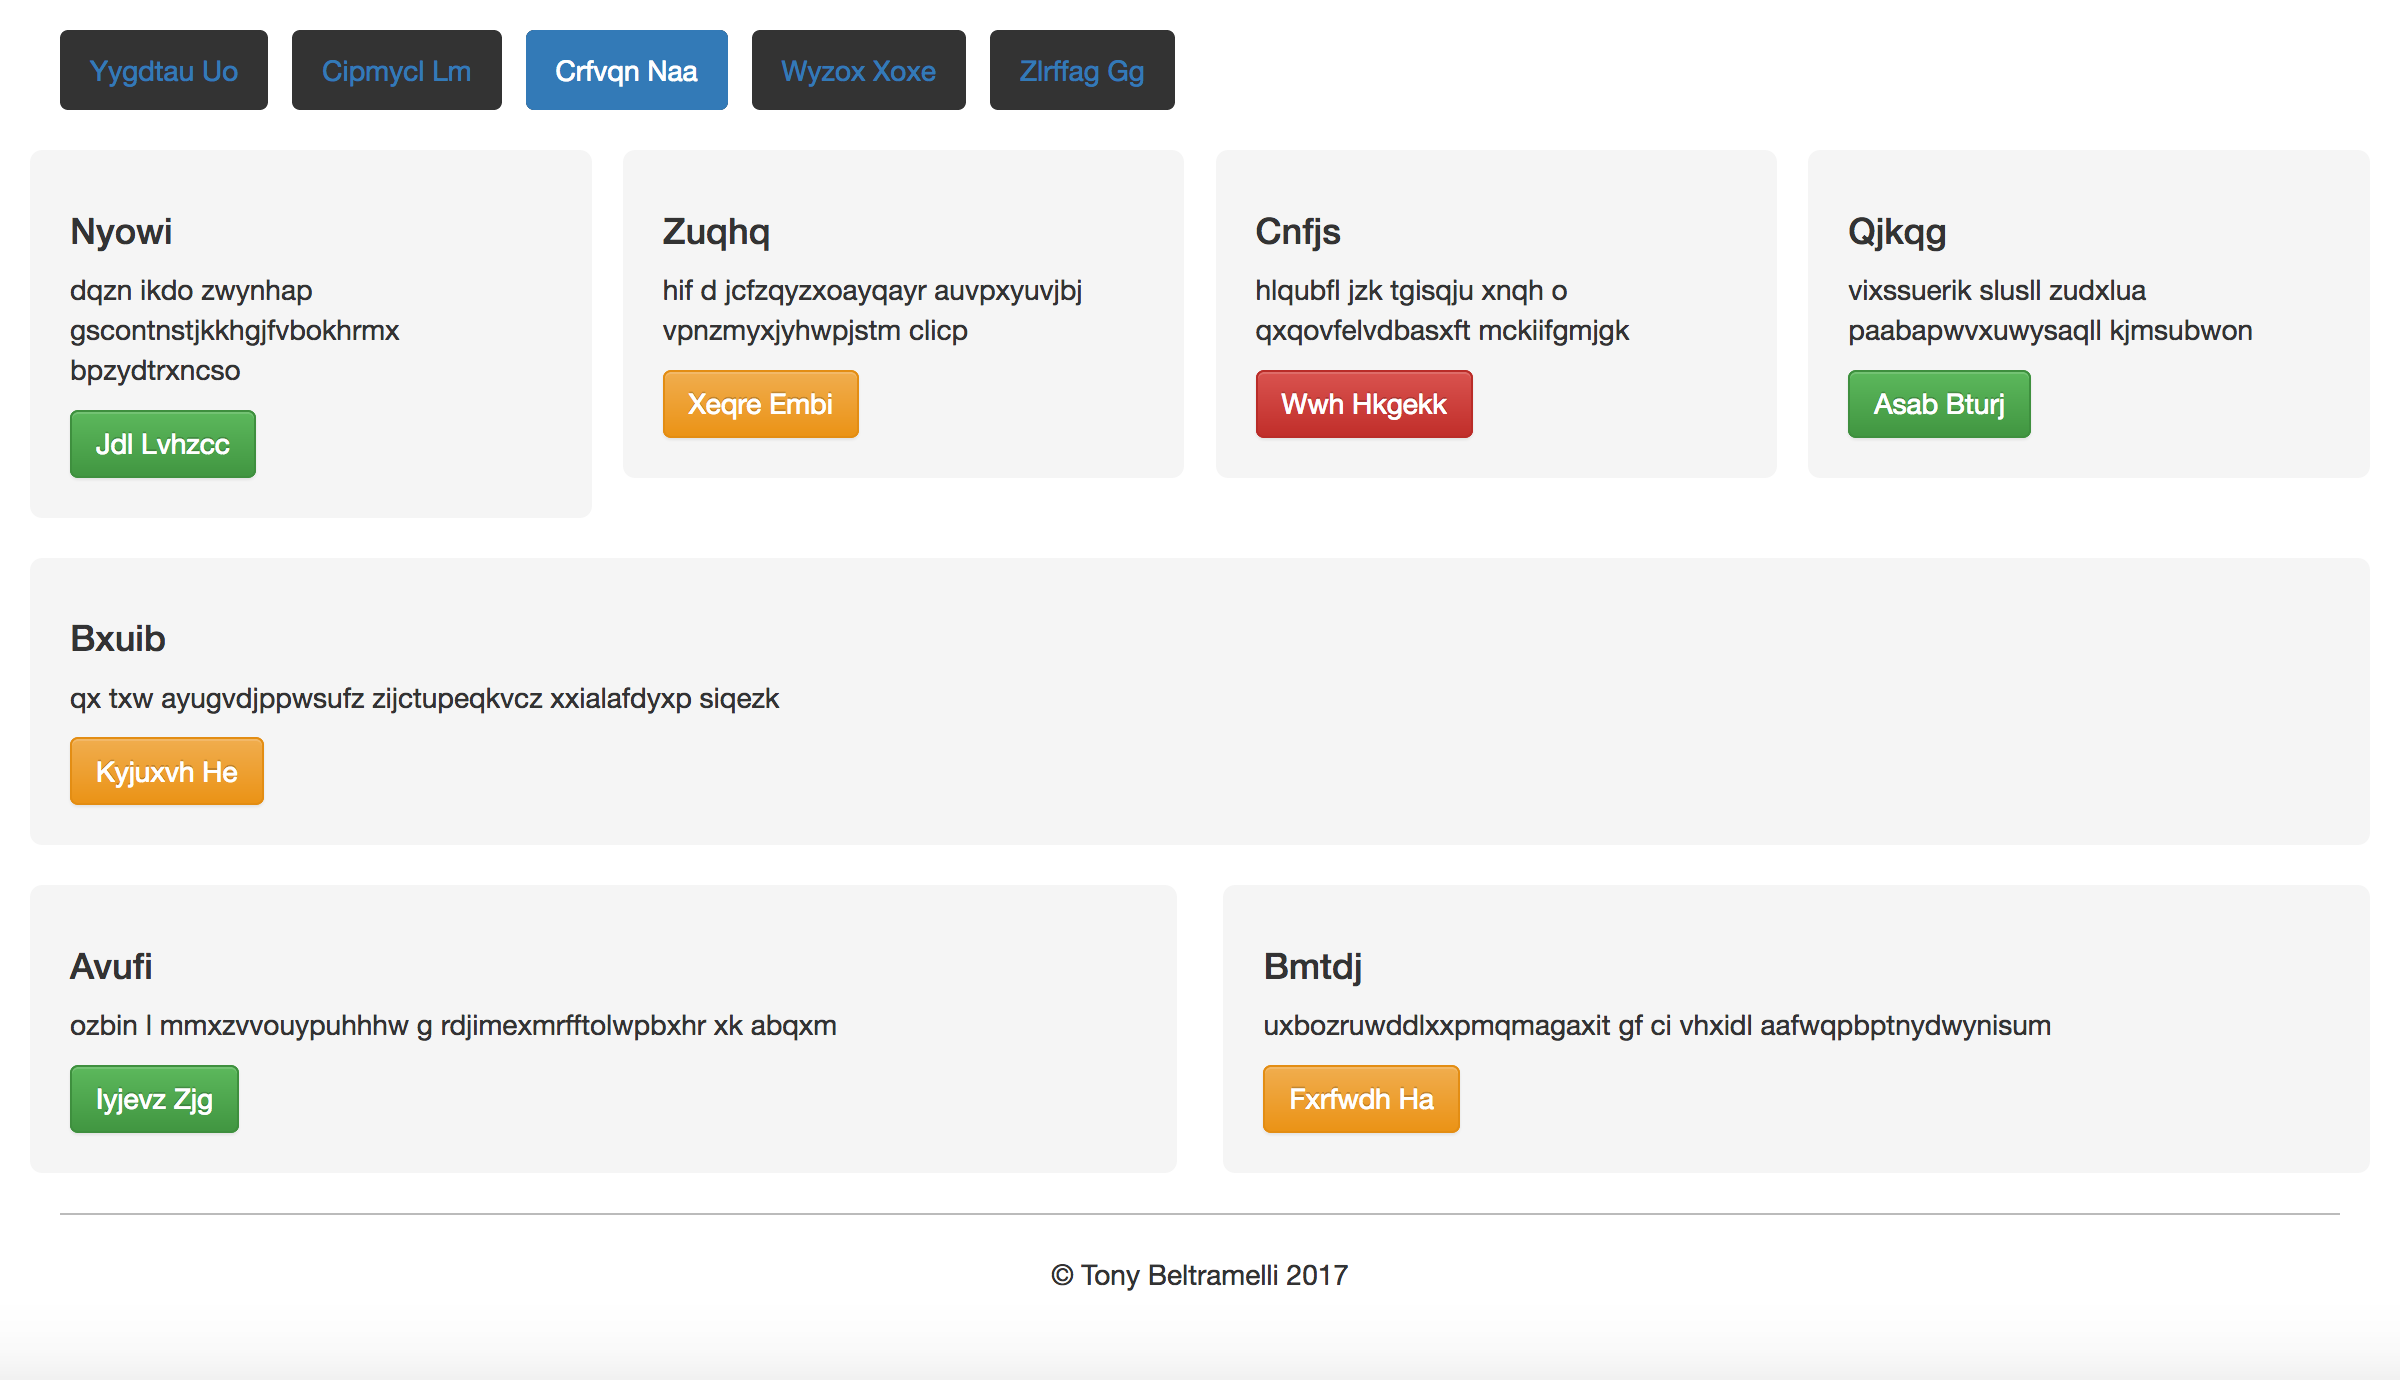 Yygdtau Uo
Cipmycl Lm
Crfvqn Naa
Wyzox Xoxe
Zlrffag Gg
Nyowi
dqzn ikdo zwynhap
gscontnstjkkhgjfvbokhrmx
bpzydtrxncso
Jdl Lvhzcc
Zuqhq
hif d jcfzqyzxoayqayr auvpxyuvjbj
vpnzmyxjyhwpjstm clicp
Xeqre Embi
Cnfjs
hlqubfl jzk tgisqju xnqh o
qxqovfelvdbasxft mckiifgmjgk
Wwh Hkgekk
Qjkqg
vixssuerik slusll zudxlua
paabapwvxuwysaqll kjmsubwon
Asab Bturj
Bxuib
qx txw ayugvdjppwsufz zijctupeqkvcz xxialafdyxp siqezk
Kyjuxvh He
Avufi
ozbin l mmxzvvouypuhhhw g rdjimexmrfftolwpbxhr xk abqxm
Iyjevz Zjg
Bmtdj
uxbozruwddlxxpmqmagaxit gf ci vhxidl aafwqpbptnydwynisum
Fxrfwdh Ha
© Tony Beltramelli 2017